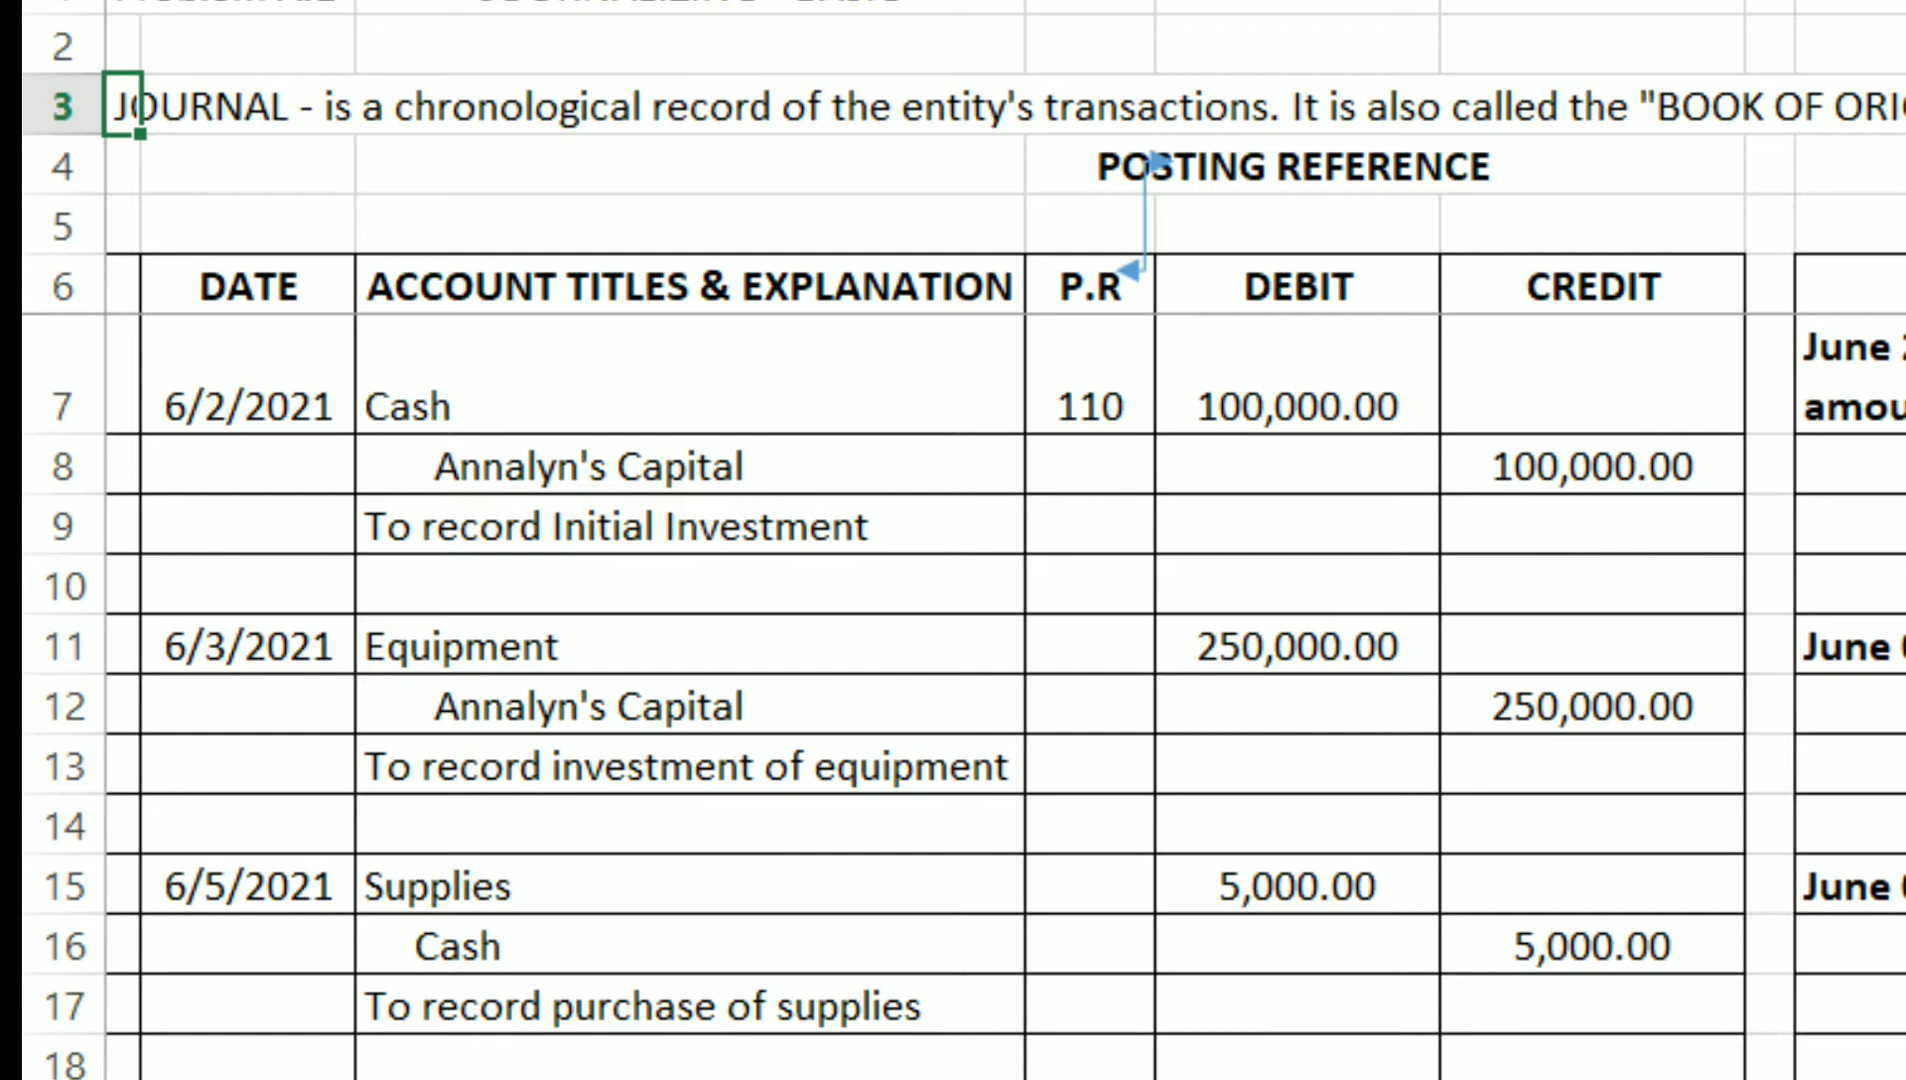 2
3 JOURNAL - is a chronological record of the entity's transactions. It is also called the "BOOK OF
4 POSTING REFERENCE
5
6 DATE ACCOUNT TITLES & EXPLANATION P.R DEBIT CREDIT
June
7 6/2/2021 Cash 110 100,000.00
8 Annalyn's Capital 100,000.00
9 To record Initial Investment
10
11 6/3/2021 Equipment 250,000.00 June
12 Annalyn's Capital 250,000.00
13 To record investment of equipment
14
15 6/5/2021 Supplies 5,000.00 June
16 Cash 5,000.00
17 To record purchase of supplies
18